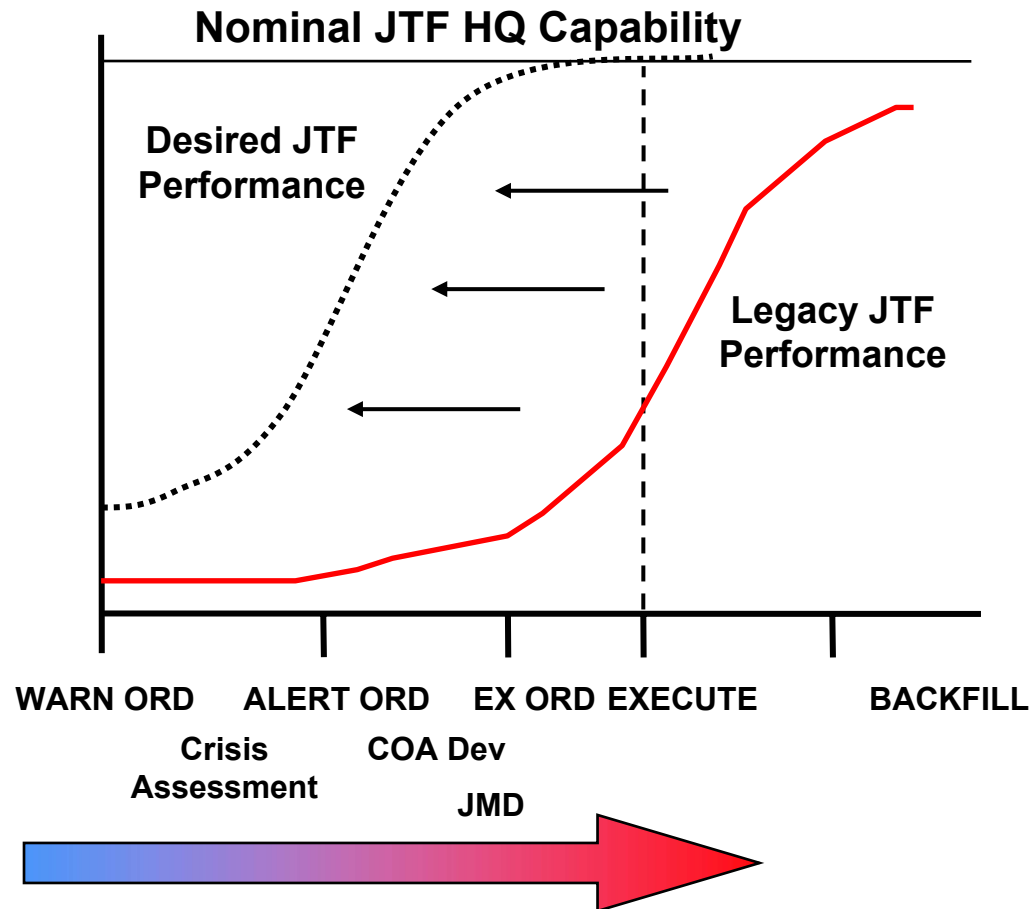 Nominal JTF HQ Capability
Desired JTF
Performance
Legacy JTF
Performance
WARN ORD ALERT ORD EX ORD EXECUTE BACKFILL
Crisis
Assessment
COA Dev
JMD